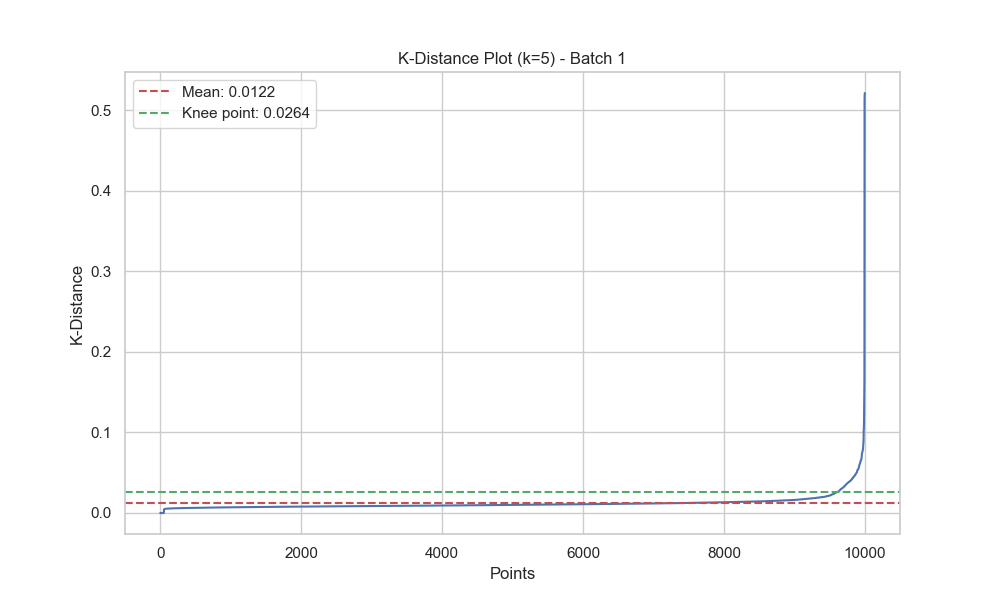 K-Distance Plot (k=5) - Batch 1
Mean: 0.0122
Knee point: 0.0264
0.5
0.4
0.3
0.2
0.1
0.0
K-Distance
0 2000 4000 6000 8000 10000
Points